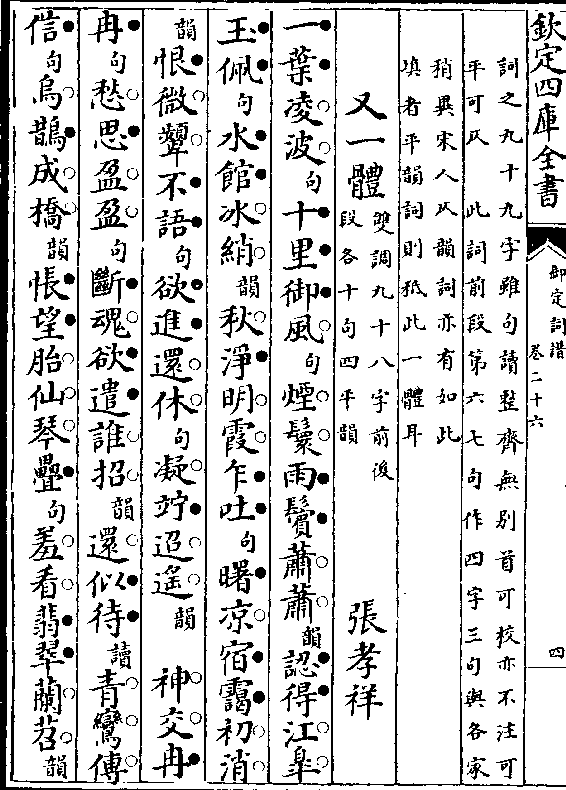 欽定四庫全書
御定詞譜
卷二十六
四
詞之九十九字雖句讀整齊無别首可校亦不注可
平可仄 此詞前段第六七句作四字三句與各家
稍異宋人仄韻詞亦有如此
填者平韻詞則秖此一體耳
又一體 雙調九十八字前後
段各十句四平韻 張孝祥
一葉凌波句十里御風句煙鬟雨鬢蕭蕭韻認得江臯
玉佩句水館冰綃韻秋淨明霞乍吐句曙凉宿靄初消
韻恨微顰不語句欲進還休句凝竚迢遥韻 神交冉
冉句愁思盈盈句斷魂欲遣誰招韻還似待讀青鸞傳
信句烏鵲成橋韻悵望胎仙琴疊句羞看翡翠蘭苕韻